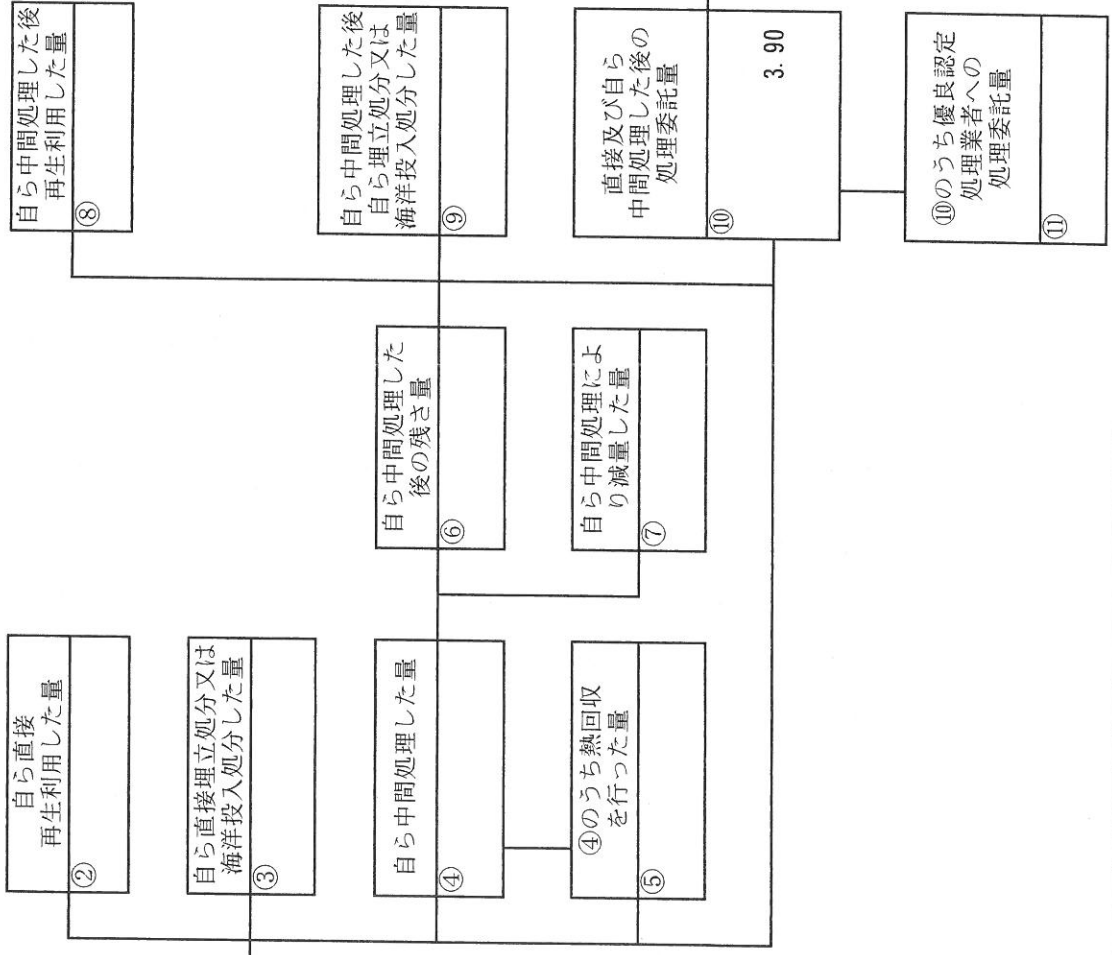 自ら直接
再生利用した量
②
自ら直接埋立処分又は
海洋投入処分した量
③
自ら中間処理した量
④
④のうち熱回収
を行った量
⑤
自ら中間処理した
後の残さ量
⑥
自ら中間処理によ
り減量した量
⑦
自ら中間処理した後
再生利用した量
⑧
自ら中間処理した後
自ら埋立処分又は
海洋投入処分した量
⑨
直接及び自ら
中間処理した後の
処理委託量
⑩
3.90
⑩のうち優良認定
処理業者への
処理委託量
⑪